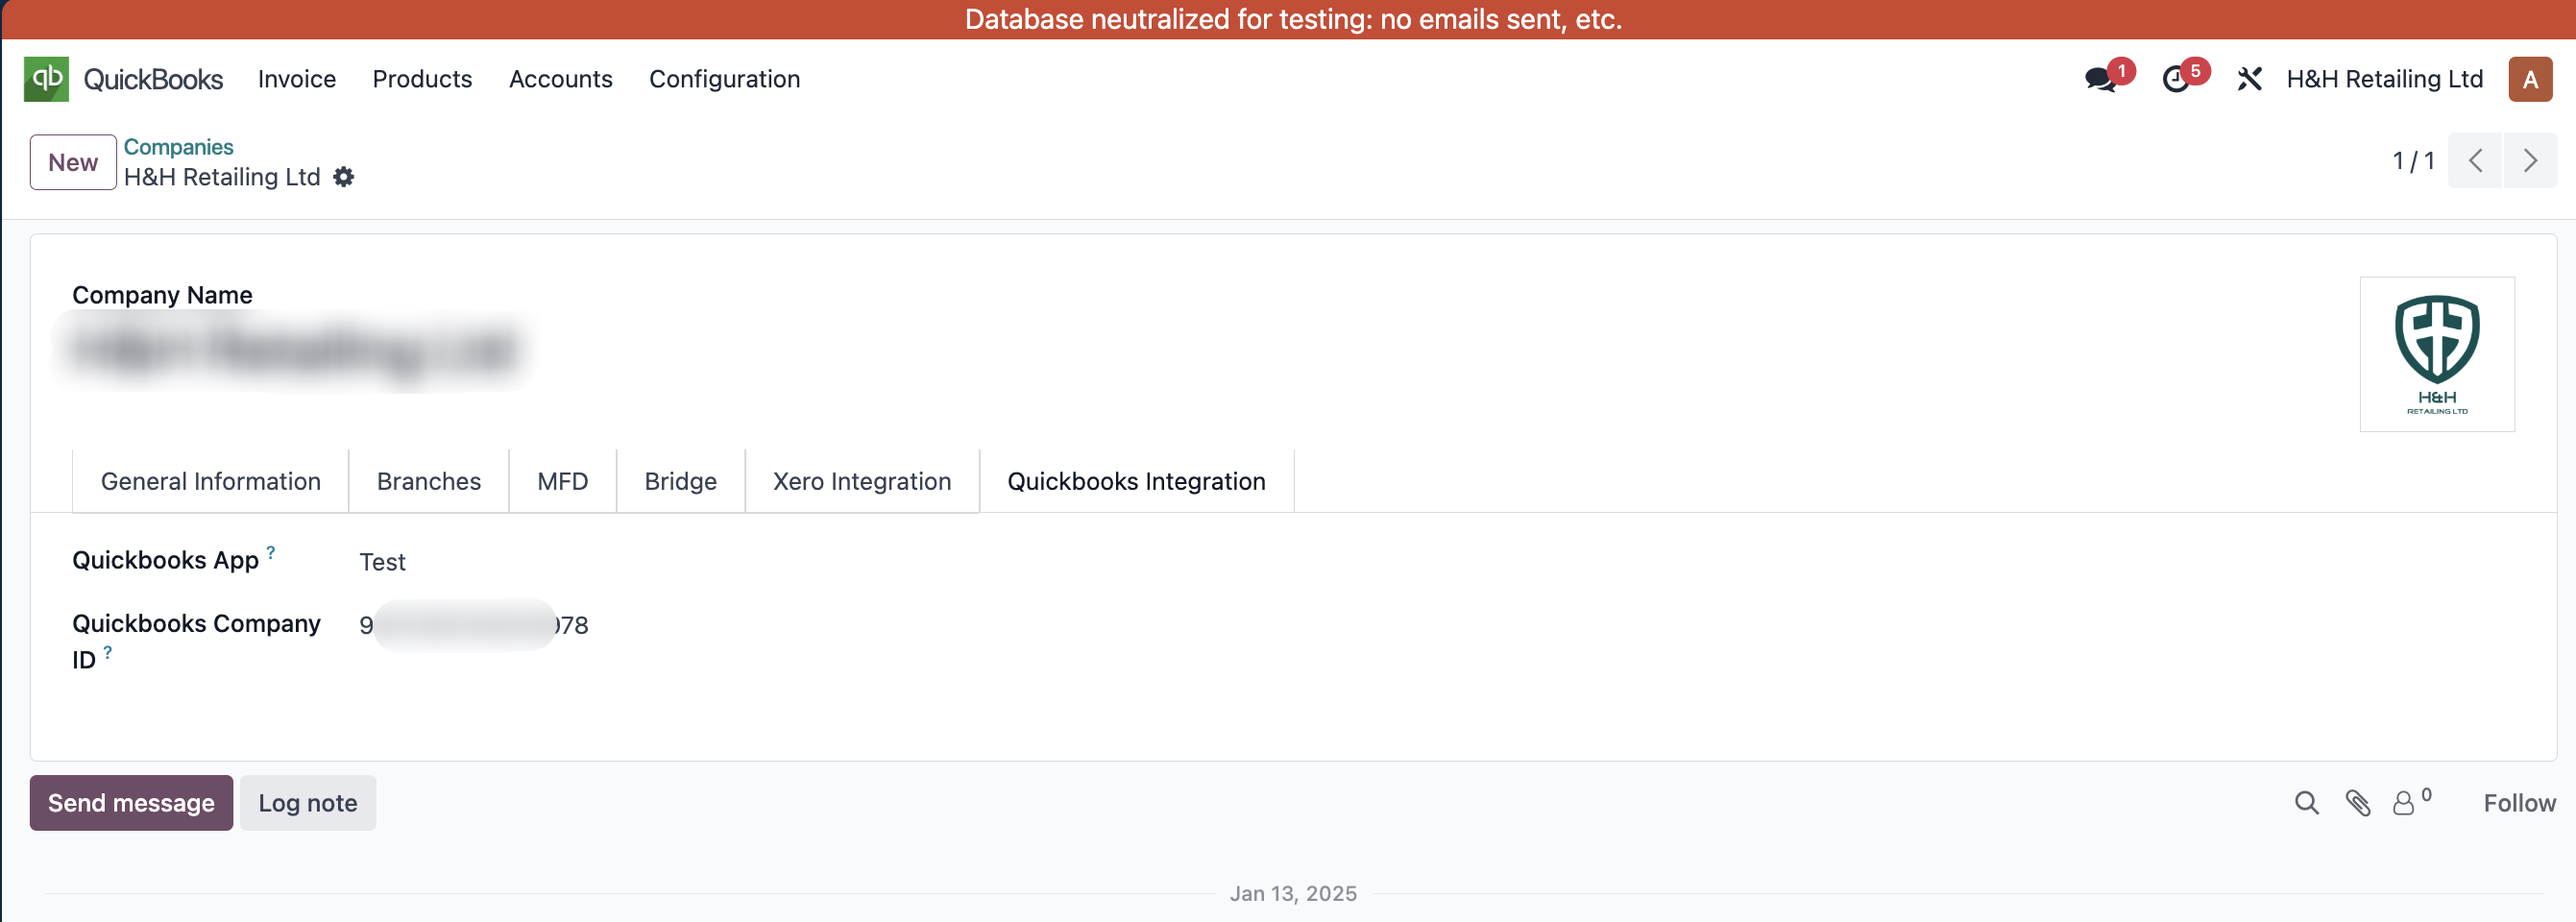 Database neutralized for testing: no emails sent, etc.
qb QuickBooks Invoice Products Accounts Configuration 1 5 H&H Retailing Ltd A
New Companies
H&H Retailing Ltd
1 / 1
Company Name
H&H
RETAILING LTD
General Information Branches MFD Bridge Xero Integration Quickbooks Integration
Quickbooks App ? Test
Quickbooks Company 9 78
ID ?
Send message Log note 0 Follow
Jan 13, 2025